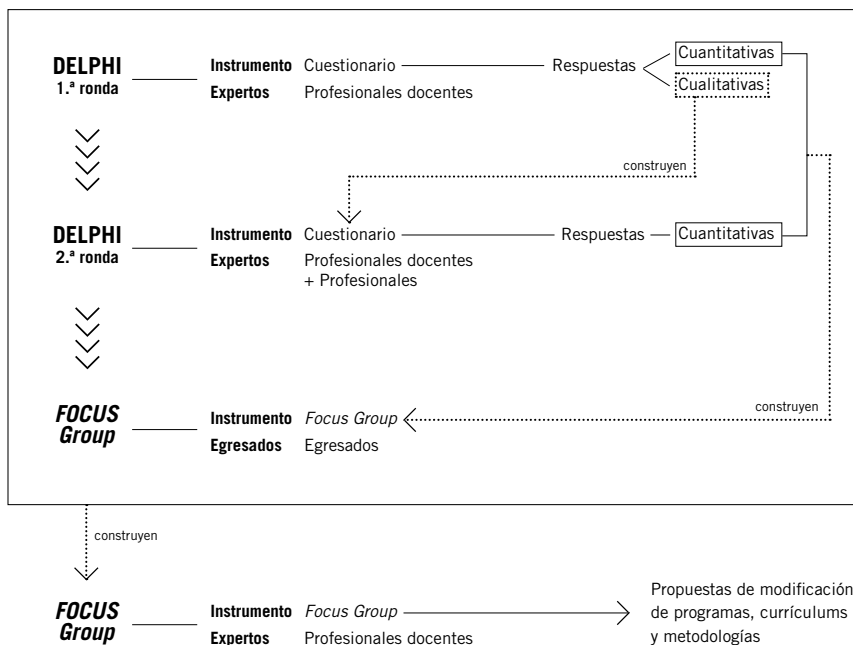 DELPHI
1.ª ronda
Instrumento Cuestionario
Respuestas
Cuantitativas
Cualitativas
Expertos Profesionales docentes
construyen
DELPHI
2.ª ronda
Instrumento Cuestionario
Respuestas
Cuantitativas
Expertos Profesionales docentes
+ Profesionales
construyen
FOCUS
Group
Instrumento Focus Group
Egresados Egresados
construyen
FOCUS
Group
Instrumento Focus Group
Expertos Profesionales docentes
Propuestas de modificación
de programas, currículums
y metodologías